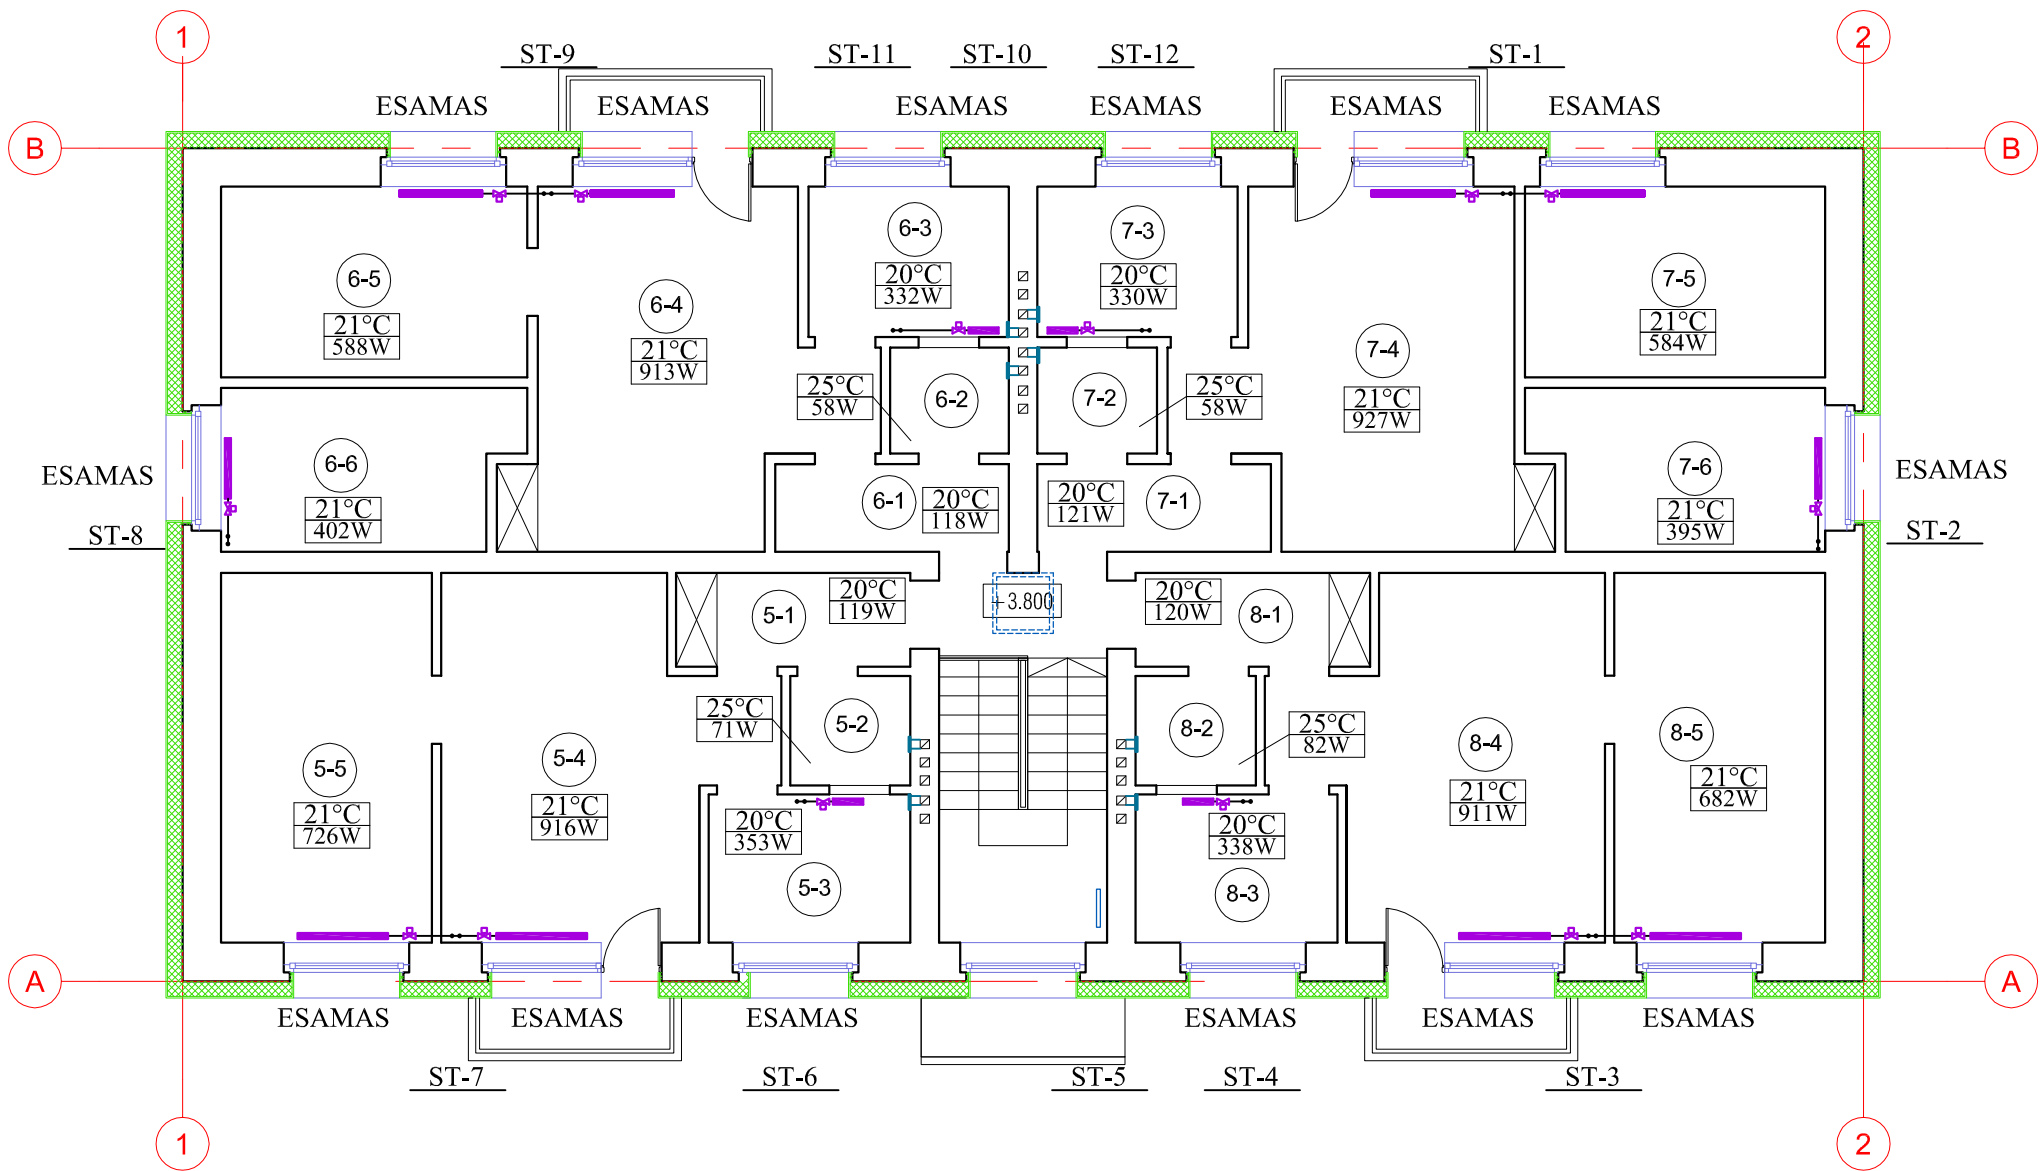 1
2
ST-9
ST-11
ST-10
ST-12
ST-1
ESAMAS
ESAMAS
ESAMAS
ESAMAS
ESAMAS
ESAMAS
B
B
6-3
20°C
332W
7-3
20°C
330W
6-5
21°C
588W
6-4
21°C
913W
7-5
21°C
584W
7-4
21°C
927W
25°C
58W
6-2
7-2
25°C
58W
ESAMAS
6-6
21°C
402W
6-1
20°C
118W
20°C
121W
7-1
7-6
21°C
395W
ESAMAS
ST-8
ST-2
5-1
20°C
119W
+3.800
20°C
120W
8-1
25°C
71W
5-2
8-2
25°C
82W
5-5
21°C
726W
5-4
21°C
916W
8-4
21°C
911W
8-5
21°C
682W
20°C
353W
5-3
20°C
338W
8-3
A
A
ESAMAS
ESAMAS
ESAMAS
ESAMAS
ESAMAS
ESAMAS
ST-7
ST-6
ST-5
ST-4
ST-3
1
2